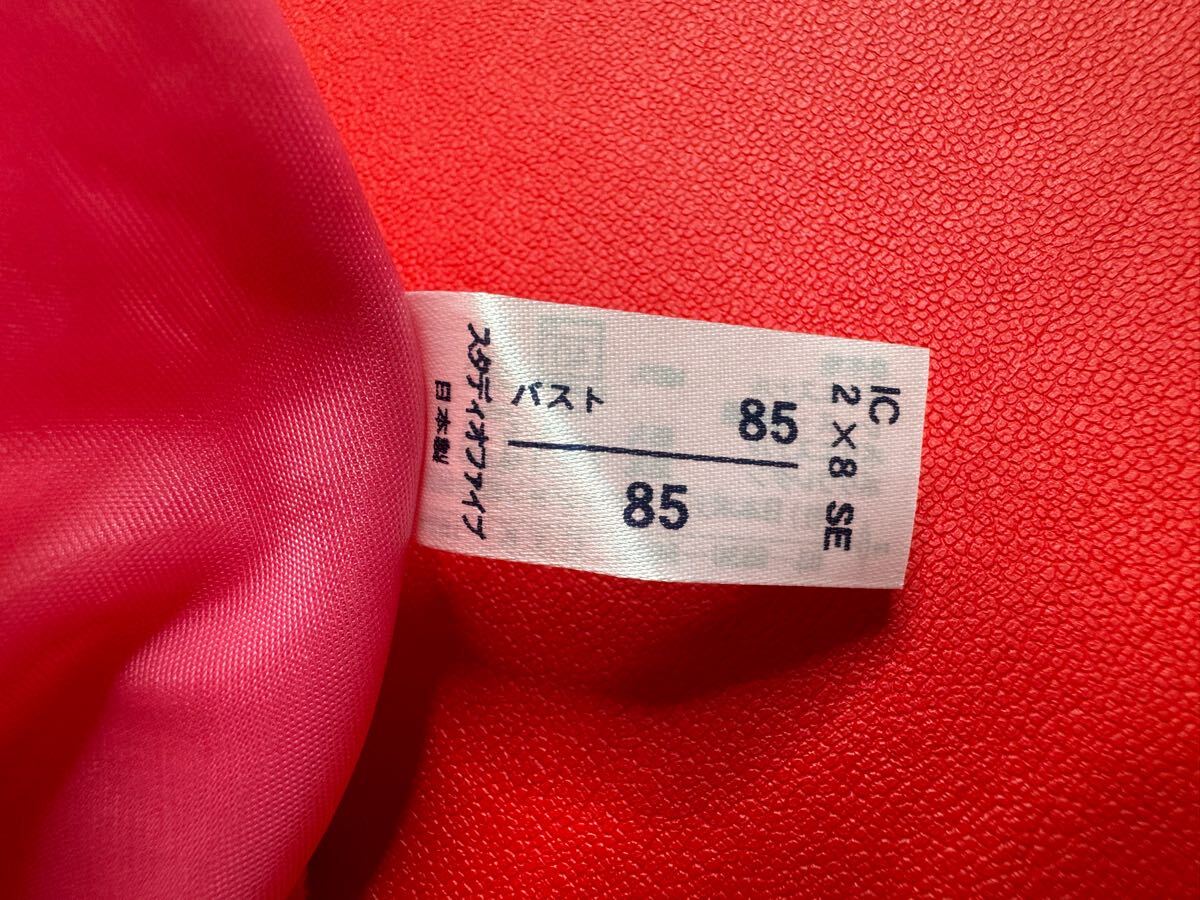 IC
2×8 SE
バスト 85
85
スタディオファイブ
日本製